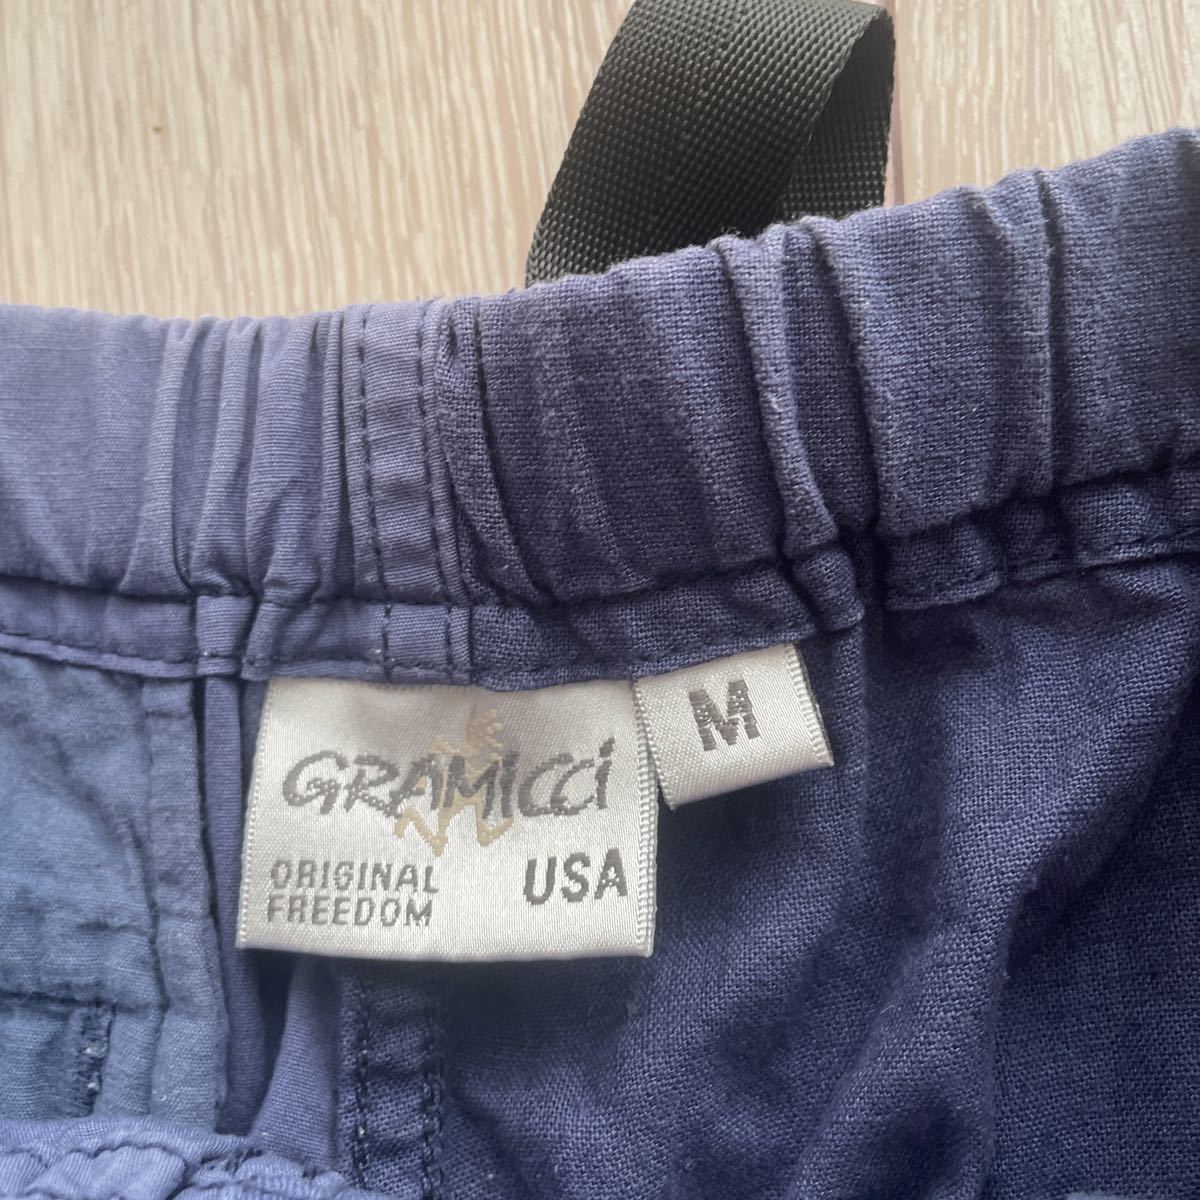 GRAMICCi
M
ORIGINAL
FREEDOM
USA